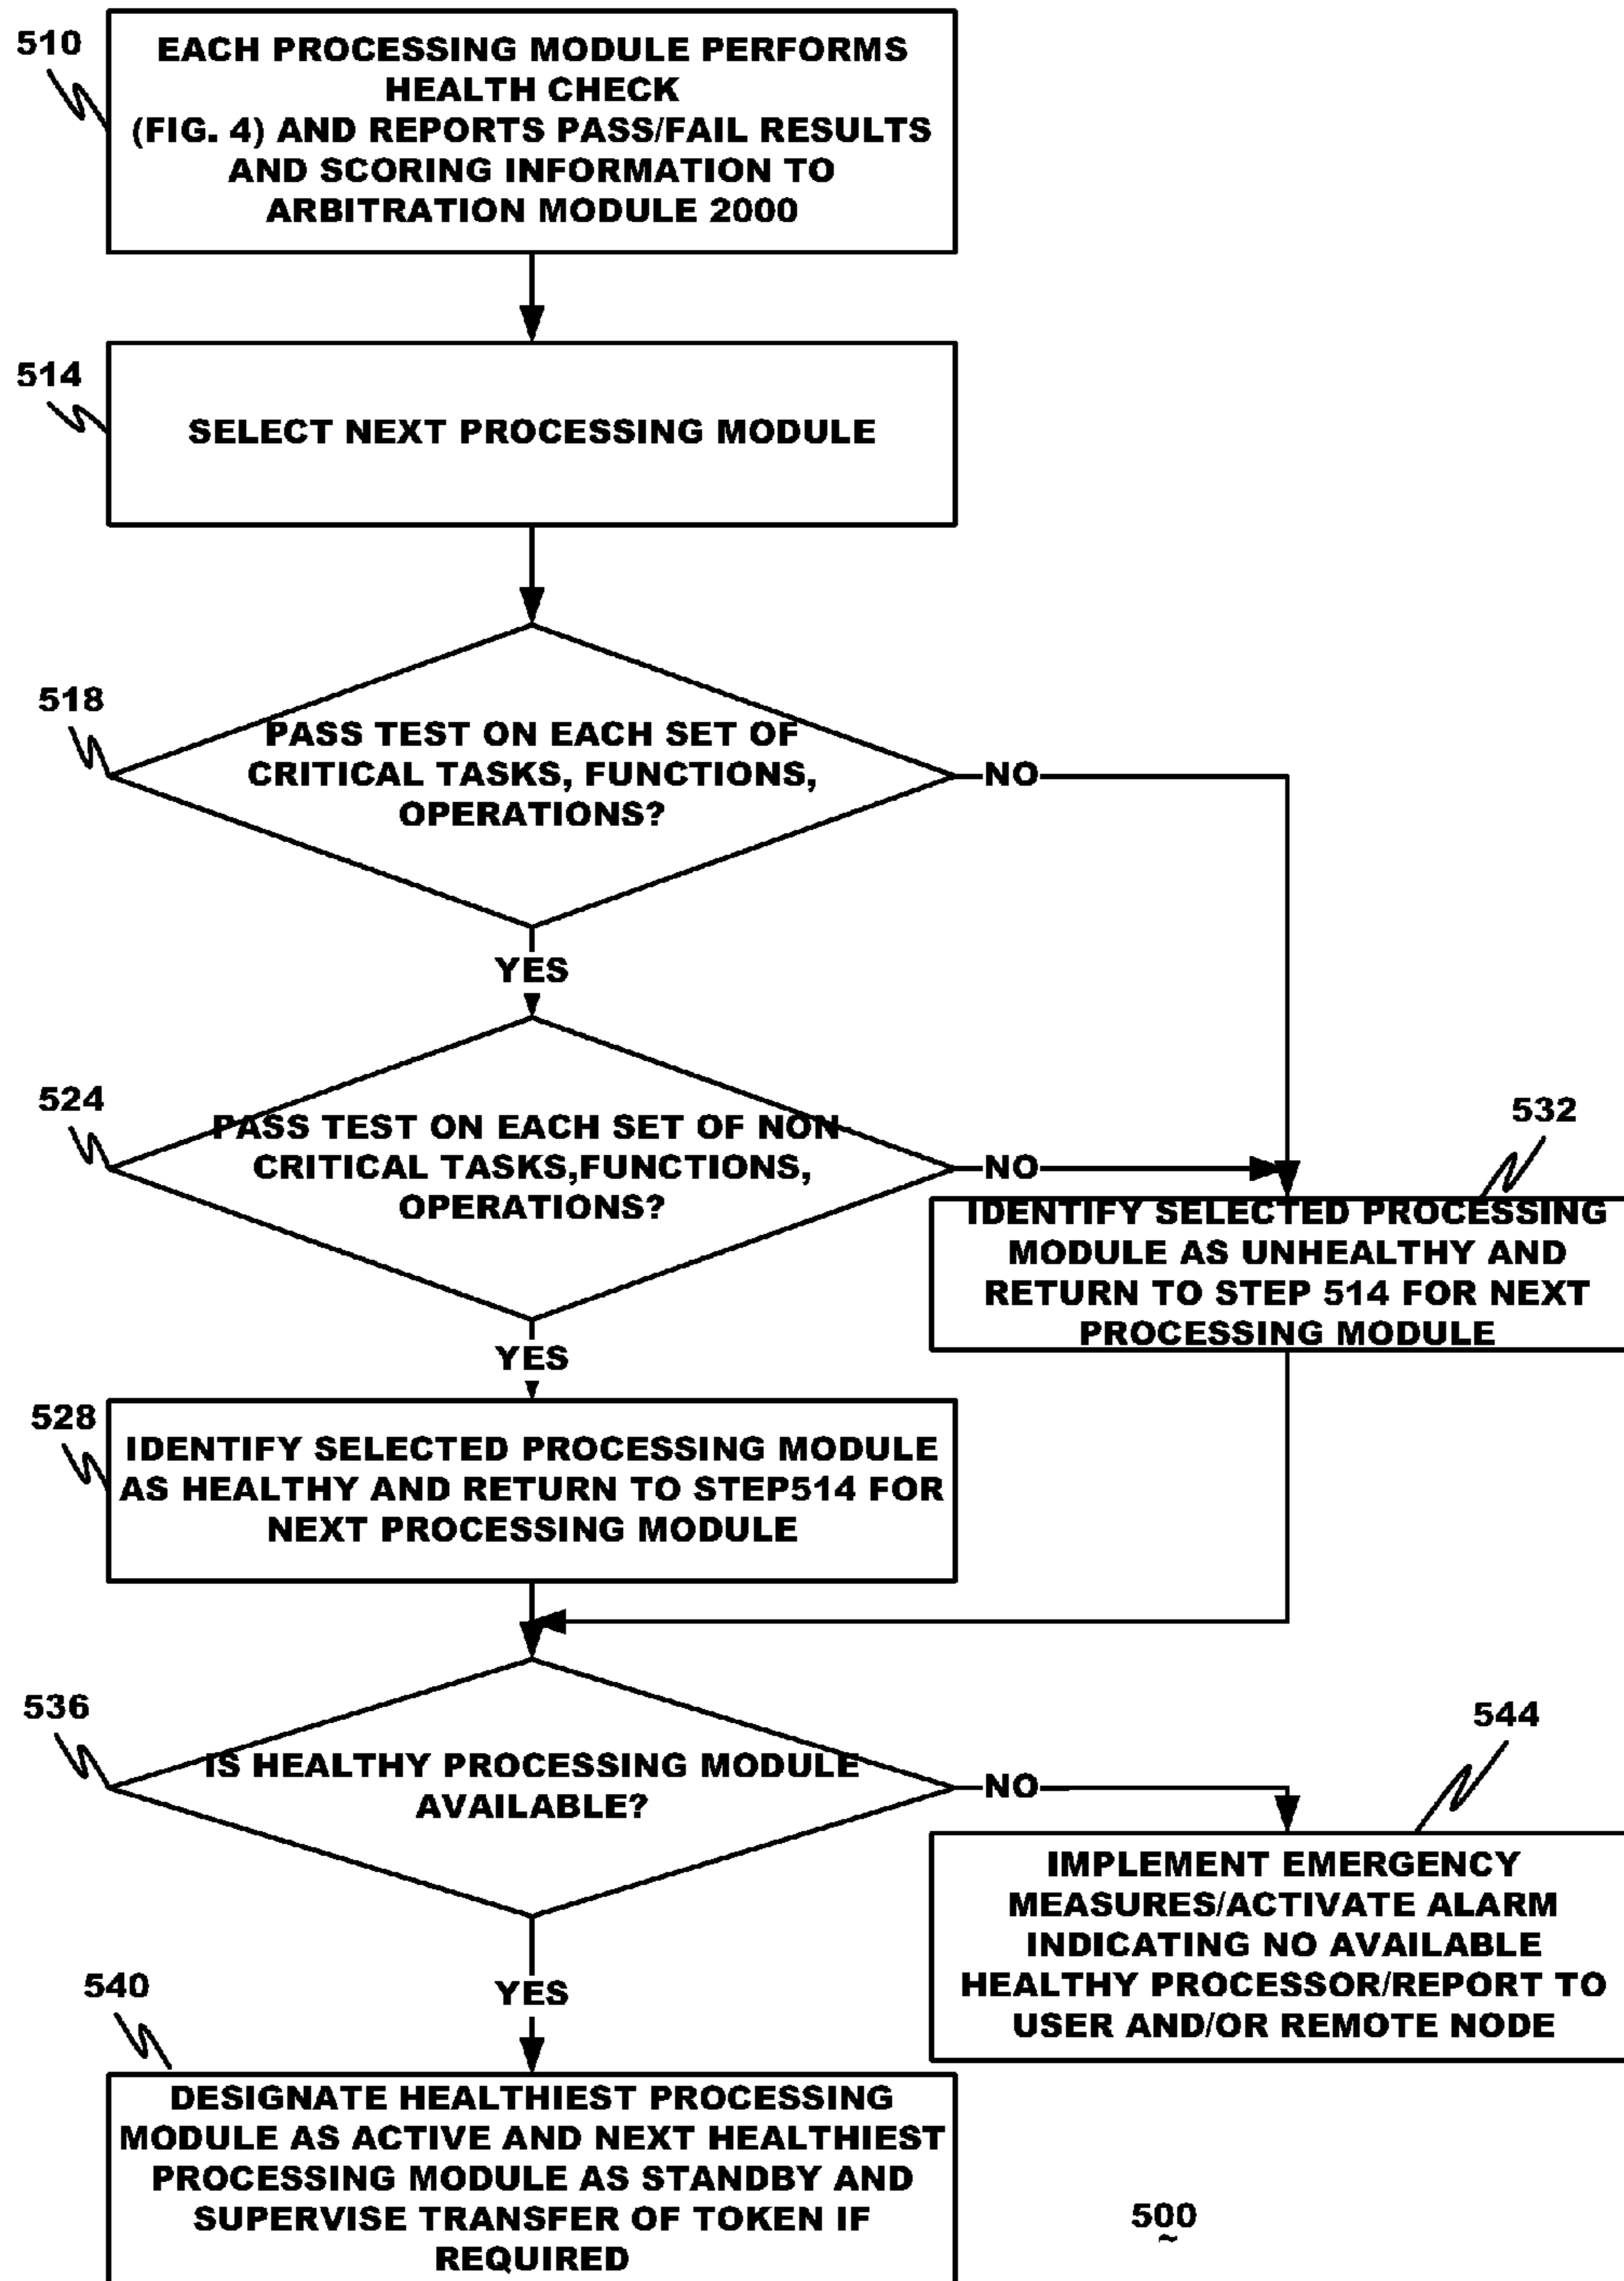 510
EACH PROCESSING MODULE PERFORMS
HEALTH CHECK
(FIG. 4) AND REPORTS PASS/FAIL RESULTS
AND SCORING INFORMATION TO
ARBITRATION MODULE 2000
514
SELECT NEXT PROCESSING MODULE
518
PASS TEST ON EACH SET OF
CRITICAL TASKS, FUNCTIONS,
OPERATIONS?
NO
YES
524
PASS TEST ON EACH SET OF NON
CRITICAL TASKS,FUNCTIONS,
OPERATIONS?
NO
YES
532
IDENTIFY SELECTED PROCESSING
MODULE AS UNHEALTHY AND
RETURN TO STEP 514 FOR NEXT
PROCESSING MODULE
528
IDENTIFY SELECTED PROCESSING MODULE
AS HEALTHY AND RETURN TO STEP514 FOR
NEXT PROCESSING MODULE
536
IS HEALTHY PROCESSING MODULE
AVAILABLE?
NO
YES
544
IMPLEMENT EMERGENCY
MEASURES/ACTIVATE ALARM
INDICATING NO AVAILABLE
HEALTHY PROCESSOR/REPORT TO
USER AND/OR REMOTE NODE
540
DESIGNATE HEALTHIEST PROCESSING
MODULE AS ACTIVE AND NEXT HEALTHIEST
PROCESSING MODULE AS STANDBY AND
SUPERVISE TRANSFER OF TOKEN IF
REQUIRED
500
~